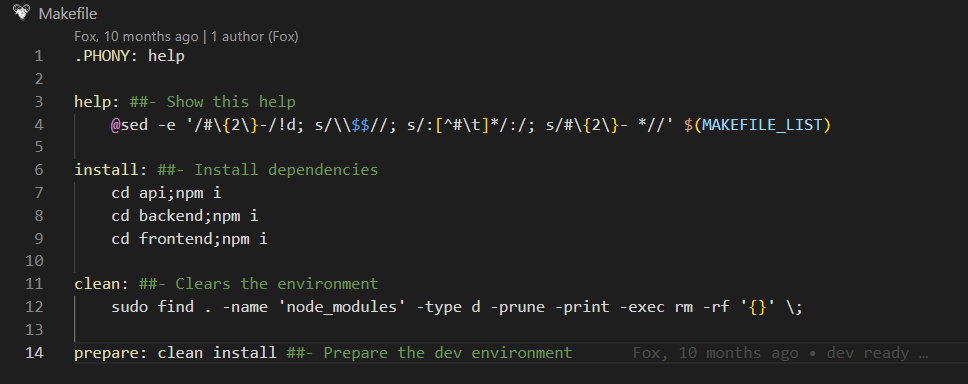 Makefile
Fox, 10 months ago | 1 author (Fox)
1 .PHONY: help
2
3 help: ##- Show this help
4 @sed -e '/#\{2\}-/!d; s/\\$$//; s/:[^#\t]*/:/; s/#\{2\}- *//' $(MAKEFILE_LIST)
5
6 install: ##- Install dependencies
7 cd api;npm i
8 cd backend;npm i
9 cd frontend;npm i
10
11 clean: ##- Clears the environment
12 sudo find . -name 'node_modules' -type d -prune -print -exec rm -rf '{}' \;
13
14 prepare: clean install ##- Prepare the dev environment Fox, 10 months ago • dev ready …